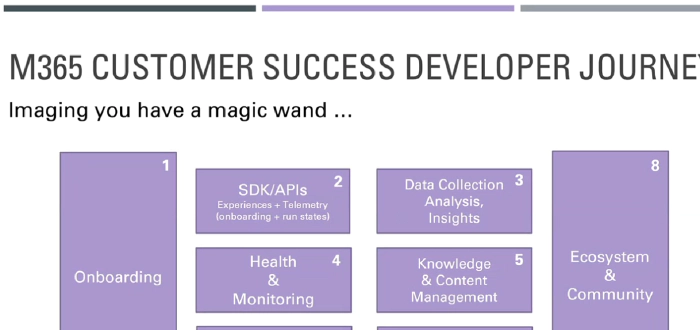 M365 CUSTOMER SUCCESS DEVELOPER JOURNEY
Imaging you have a magic wand ...
1
Onboarding
2
SDK/APIs
Experiences + Telemetry
(onboarding + run states)
3
Data Collection
Analysis,
Insights
4
Health
&
Monitoring
5
Knowledge
& Content
Management
8
Ecosystem
&
Community